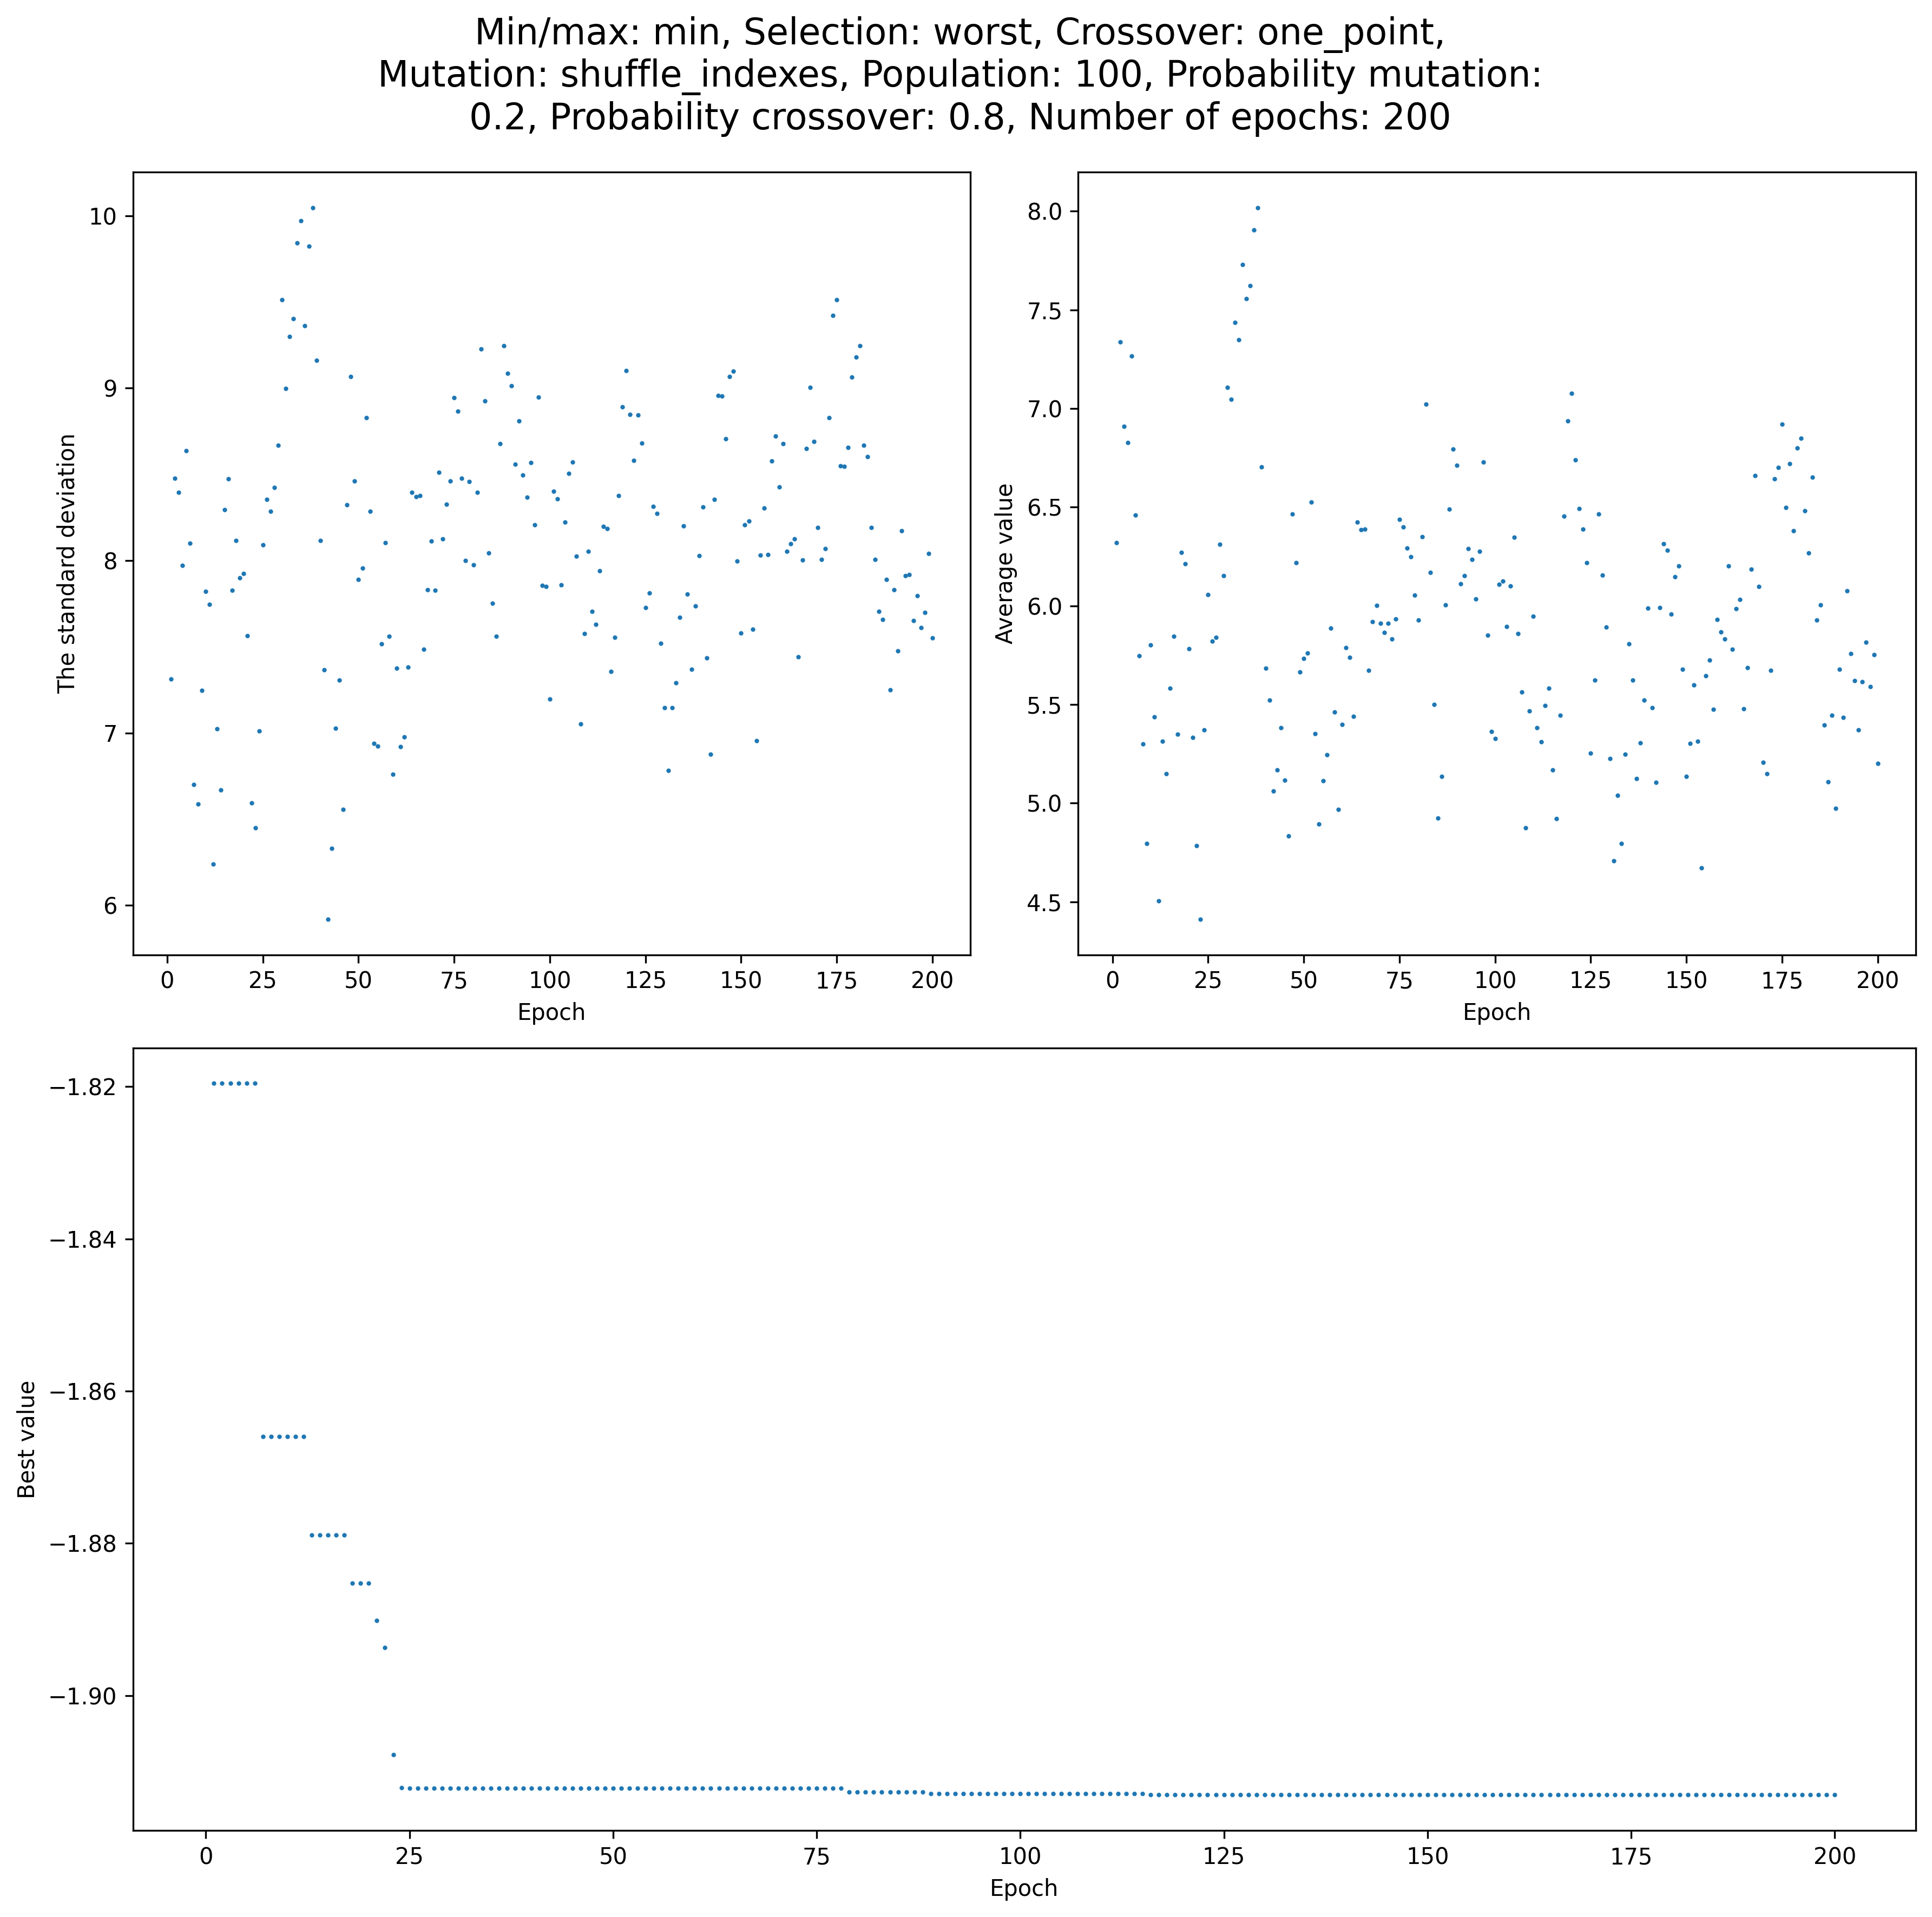 Min/max: min, Selection: worst, Crossover: one_point,
Mutation: shuffle_indexes, Population: 100, Probability mutation:
0.2, Probability crossover: 0.8, Number of epochs: 200
The standard deviation
10
9
8
7
6
0 25 50 75 100 125 150 175 200
Epoch
Average value
8.0
7.5
7.0
6.5
6.0
5.5
5.0
4.5
0 25 50 75 100 125 150 175 200
Epoch
Best value
−1.82
−1.84
−1.86
−1.88
−1.90
0 25 50 75 100 125 150 175 200
Epoch